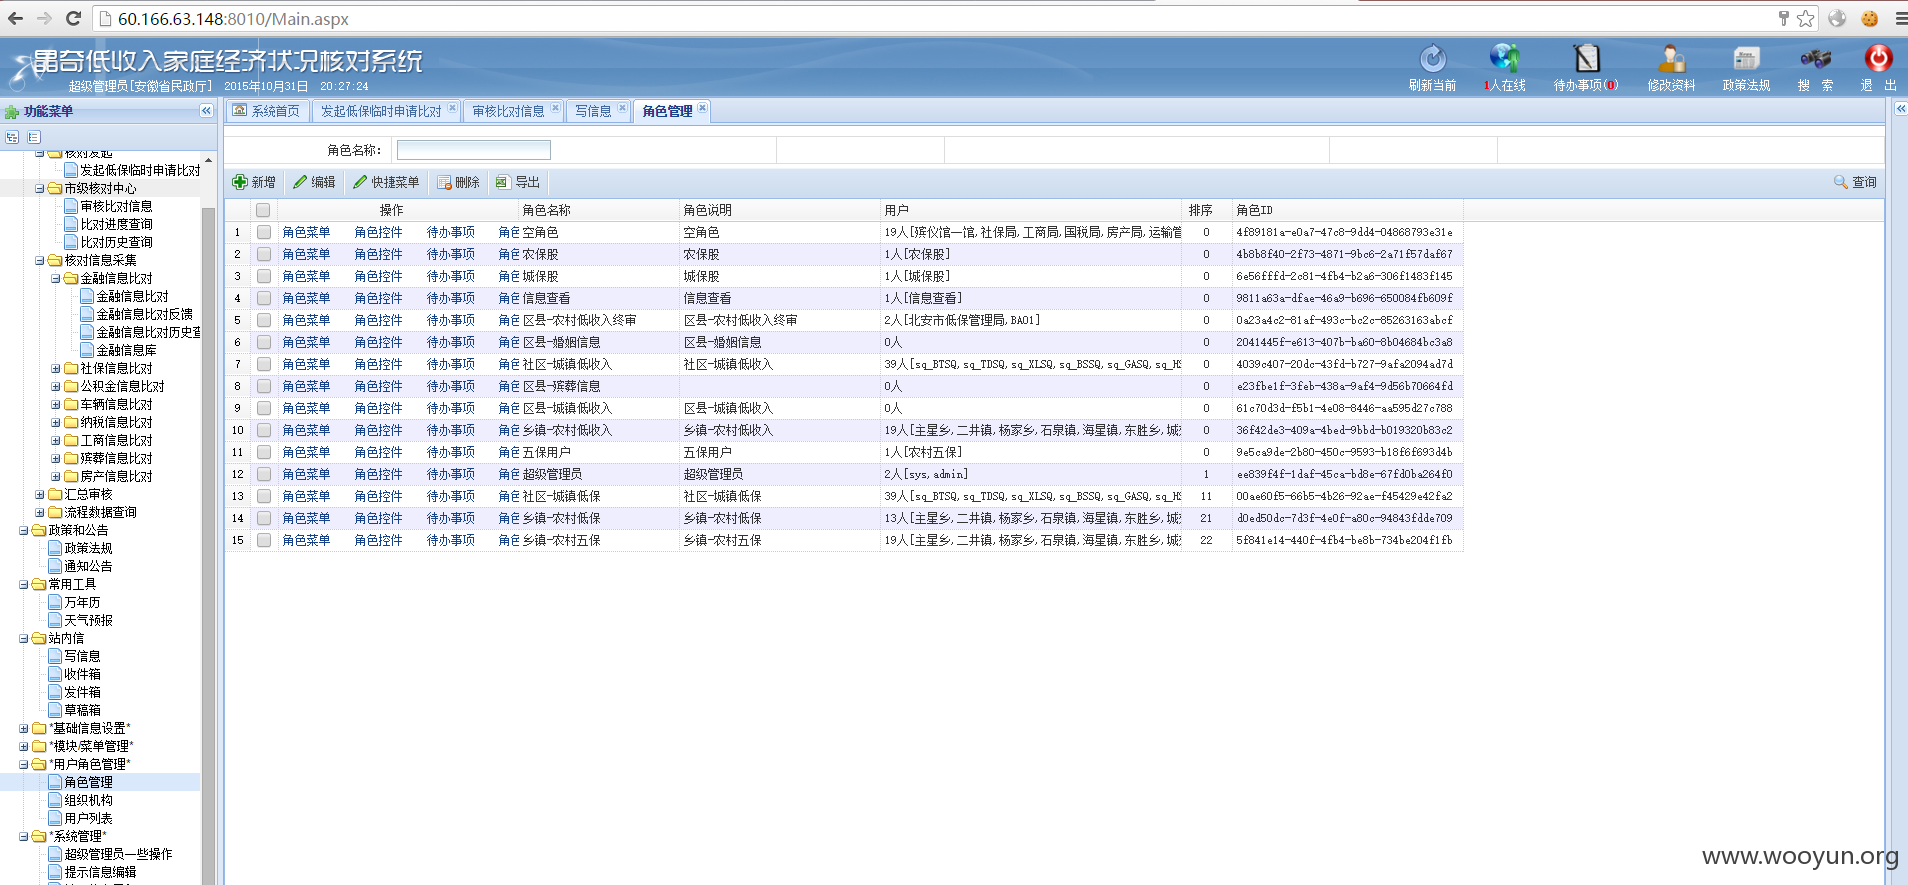 60.166.63.148:8010/Main.aspx
晶奇低收入家庭经济状况核对系统
超级管理员[安徽省民政厅] 2015年10月31日 20:27:24
刷新当前 1人在线 待办事项(0) 修改资料 政策法规 搜 索 退 出
功能菜单
系统首页 发起低保临时申请比对 审核比对信息 写信息 角色管理
核对发起
发起低保临时申请比对
市级核对中心
审核比对信息
比对进度查询
比对历史查询
核对信息采集
金融信息比对
金融信息比对
金融信息比对反馈
金融信息比对历史查
金融信息库
社保信息比对
公积金信息比对
车辆信息比对
纳税信息比对
工商信息比对
殡葬信息比对
房产信息比对
汇总审核
流程数据查询
政策和公告
政策法规
通知公告
常用工具
万年历
天气预报
站内信
写信息
收件箱
发件箱
草稿箱
*基础信息设置*
*模块/菜单管理*
*用户角色管理*
角色管理
组织机构
用户列表
*系统管理*
超级管理员一些操作
提示信息编辑
角色名称：
新增 编辑 快捷菜单 删除 导出 查询
操作 角色名称 角色说明 用户 排序 角色ID
1 角色菜单 角色控件 待办事项 角色 空角色 空角色 19人[殡仪馆一馆,社保局,工商局,国税局,房产局,运输管 0 4f89181a-e0a7-47c8-9dd4-04868793e31e
2 角色菜单 角色控件 待办事项 角色 农保股 农保股 1人[农保股] 0 4b8b8f40-2f73-4871-9bc6-2a71f57daf67
3 角色菜单 角色控件 待办事项 角色 城保股 城保股 1人[城保股] 0 6e56fffd-2c81-4fb4-b2a6-306f1483f145
4 角色菜单 角色控件 待办事项 角色 信息查看 信息查看 1人[信息查看] 0 9811a63a-dfae-46a9-b696-650084fb609f
5 角色菜单 角色控件 待办事项 角色 区县-农村低收入终审 区县-农村低收入终审 2人[北安市低保管理局,BA01] 0 0a23a4c2-81af-493c-bc2c-85263163abcf
6 角色菜单 角色控件 待办事项 角色 区县-婚姻信息 区县-婚姻信息 0人 0 2041445f-e613-407b-ba60-8b04684bc3a8
7 角色菜单 角色控件 待办事项 角色 社区-城镇低收入 社区-城镇低收入 39人[sq_BTSQ,sq_TDSQ,sq_XLSQ,sq_BSSQ,sq_GASQ,sq_HS 0 4039c407-20dc-43fd-b727-9afa2094ad7d
8 角色菜单 角色控件 待办事项 角色 区县-殡葬信息 0人 0 e23fbe1f-3feb-438a-9af4-9d56b70664fd
9 角色菜单 角色控件 待办事项 角色 区县-城镇低收入 区县-城镇低收入 0人 0 61c70d3d-f5b1-4e08-8446-aa595d27c788
10 角色菜单 角色控件 待办事项 角色 乡镇-农村低收入 乡镇-农村低收入 19人[主星乡,二井镇,杨家乡,石泉镇,海星镇,东胜乡,城郊 0 36f42de3-409a-4bed-9bbd-b019320b83c2
11 角色菜单 角色控件 待办事项 角色 五保用户 五保用户 1人[农村五保] 0 9e5ca9de-2b80-450c-9593-b18f6f693d4b
12 角色菜单 角色控件 待办事项 角色 超级管理员 超级管理员 2人[sys,admin] 1 ee839f4f-1daf-45ca-bd8e-67fd0ba264f0
13 角色菜单 角色控件 待办事项 角色 社区-城镇低保 社区-城镇低保 39人[sq_BTSQ,sq_TDSQ,sq_XLSQ,sq_BSSQ,sq_GASQ,sq_HS 11 00ae60f5-66b5-4b26-92ae-f45429e42fa2
14 角色菜单 角色控件 待办事项 角色 乡镇-农村低保 乡镇-农村低保 13人[主星乡,二井镇,杨家乡,石泉镇,海星镇,东胜乡,城郊 21 d0ed50dc-7d3f-4e0f-a80c-94843fdde709
15 角色菜单 角色控件 待办事项 角色 乡镇-农村五保 乡镇-农村五保 19人[主星乡,二井镇,杨家乡,石泉镇,海星镇,东胜乡,城郊 22 5f841e14-440f-4fb4-be8b-734be204f1fb
www.wooyun.org